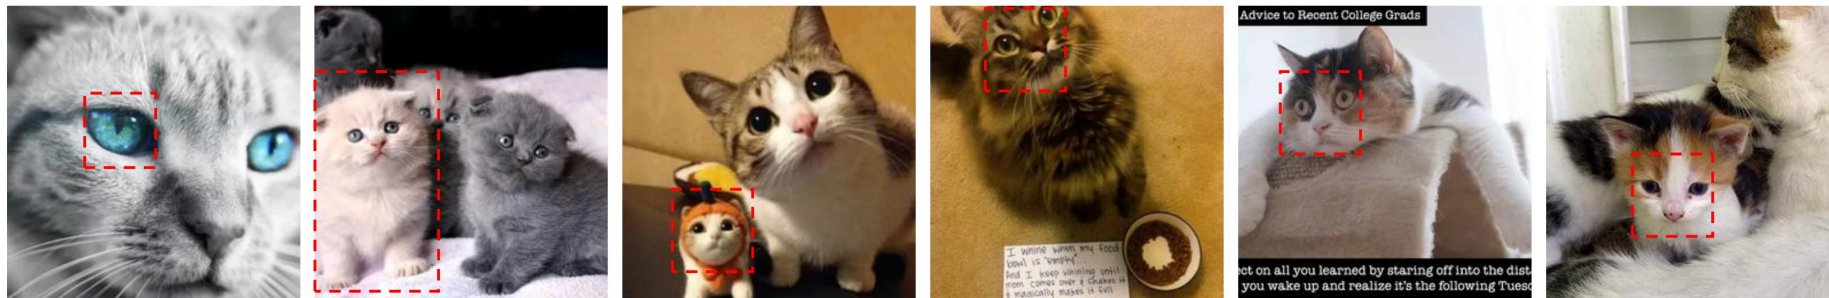 I whine when my food
bowl is "empty"...
And I keep whining until
mom comes over & shakes it
& magically makes it full
Advice to Recent College Grads
ect on all you learned by staring off into the dist
you wake up and realize it's the following Tuesd